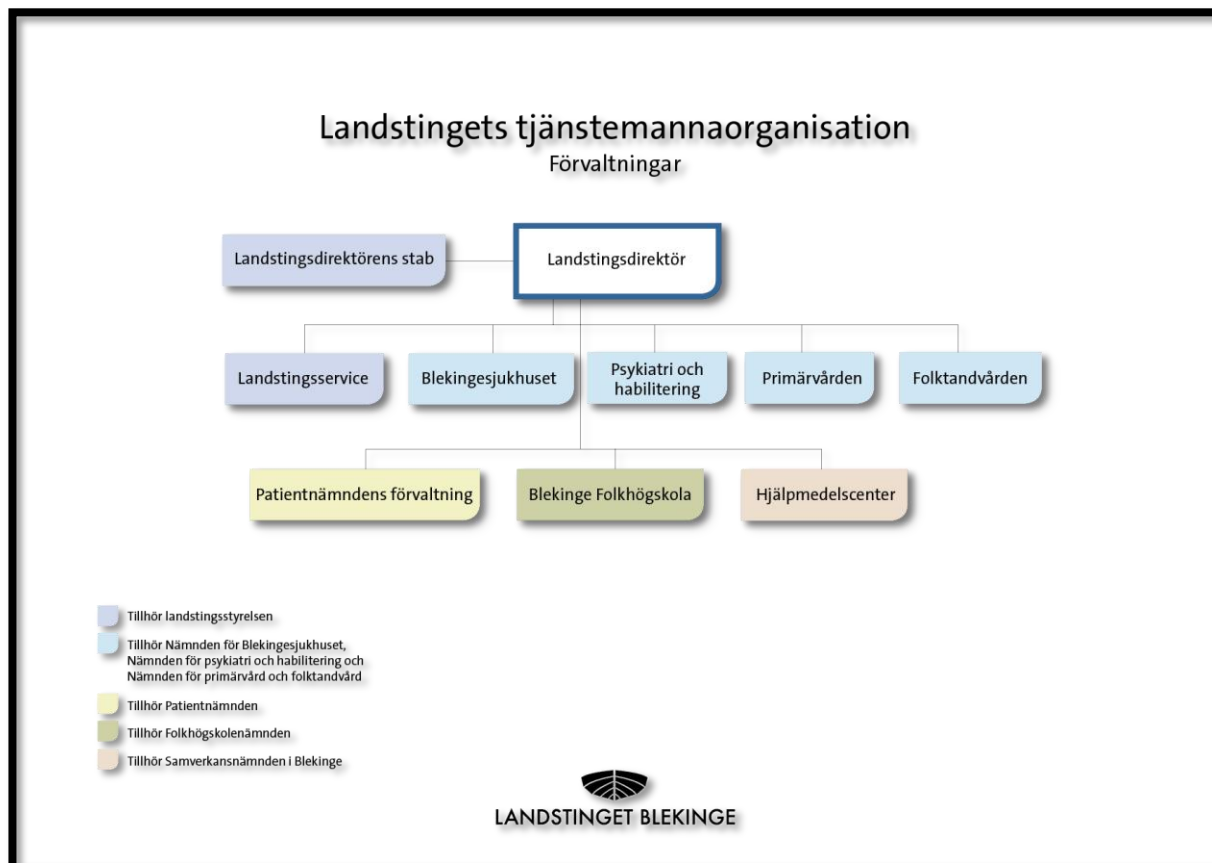 Landstingets tjänstemannaorganisation
Förvaltningar
Landstingsdirektörens stab
Landstingsdirektör
Landstingsservice
Blekingesjukhuset
Psykiatri och
habilitering
Primärvården
Folktandvården
Patientnämndens förvaltning
Blekinge Folkhögskola
Hjälpmedelscenter
Tillhör landstingsstyrelsen
Tillhör Nämnden för Blekingesjukhuset,
Nämnden för psykiatri och habilitering och
Nämnden för primärvård och folktandvård
Tillhör Patientnämnden
Tillhör Folkhögskolenämnden
Tillhör Samverkansnämnden i Blekinge
LANDSTINGET BLEKINGE